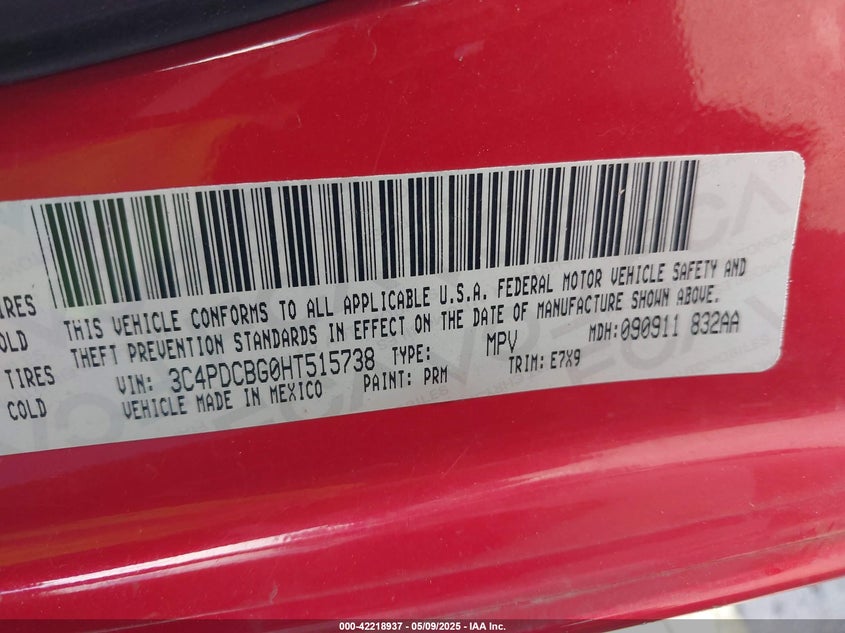 THIS VEHICLE CONFORMS TO ALL APPLICABLE U.S.A. FEDERAL MOTOR VEHICLE SAFETY AND
THEFT PREVENTION STANDARDS IN EFFECT ON THE DATE OF MANUFACTURE SHOWN ABOVE.
VIN: 3C4PDCBG0HT515738 TYPE: MPV MDH:090911 832AA
VEHICLE MADE IN MEXICO PAINT: PRM TRIM: E7X9
TIRES
COLD
000-42218937 - 05/09/2025 - IAA Inc.